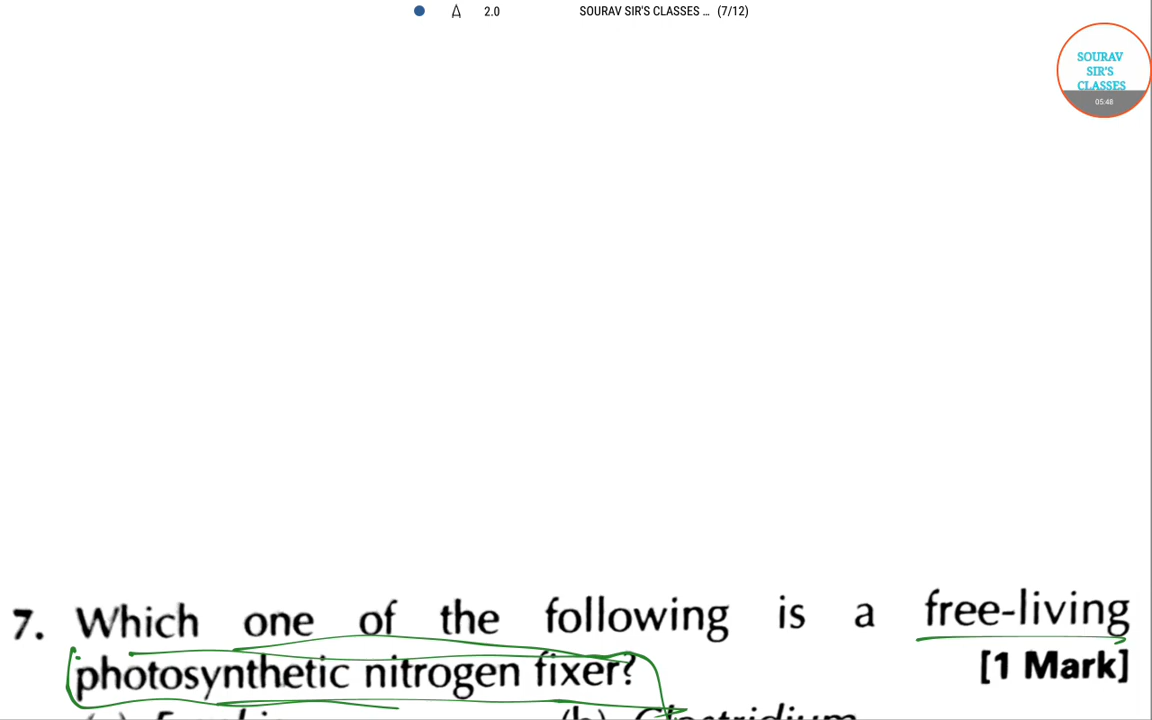 2.0 SOURAV SIR'S CLASSES ... (7/12)
SOURAV
SIR'S
CLASSES
05:48
7. Which one of the following is a free-living
photosynthetic nitrogen fixer? [1 Mark]
(b) Clostridium